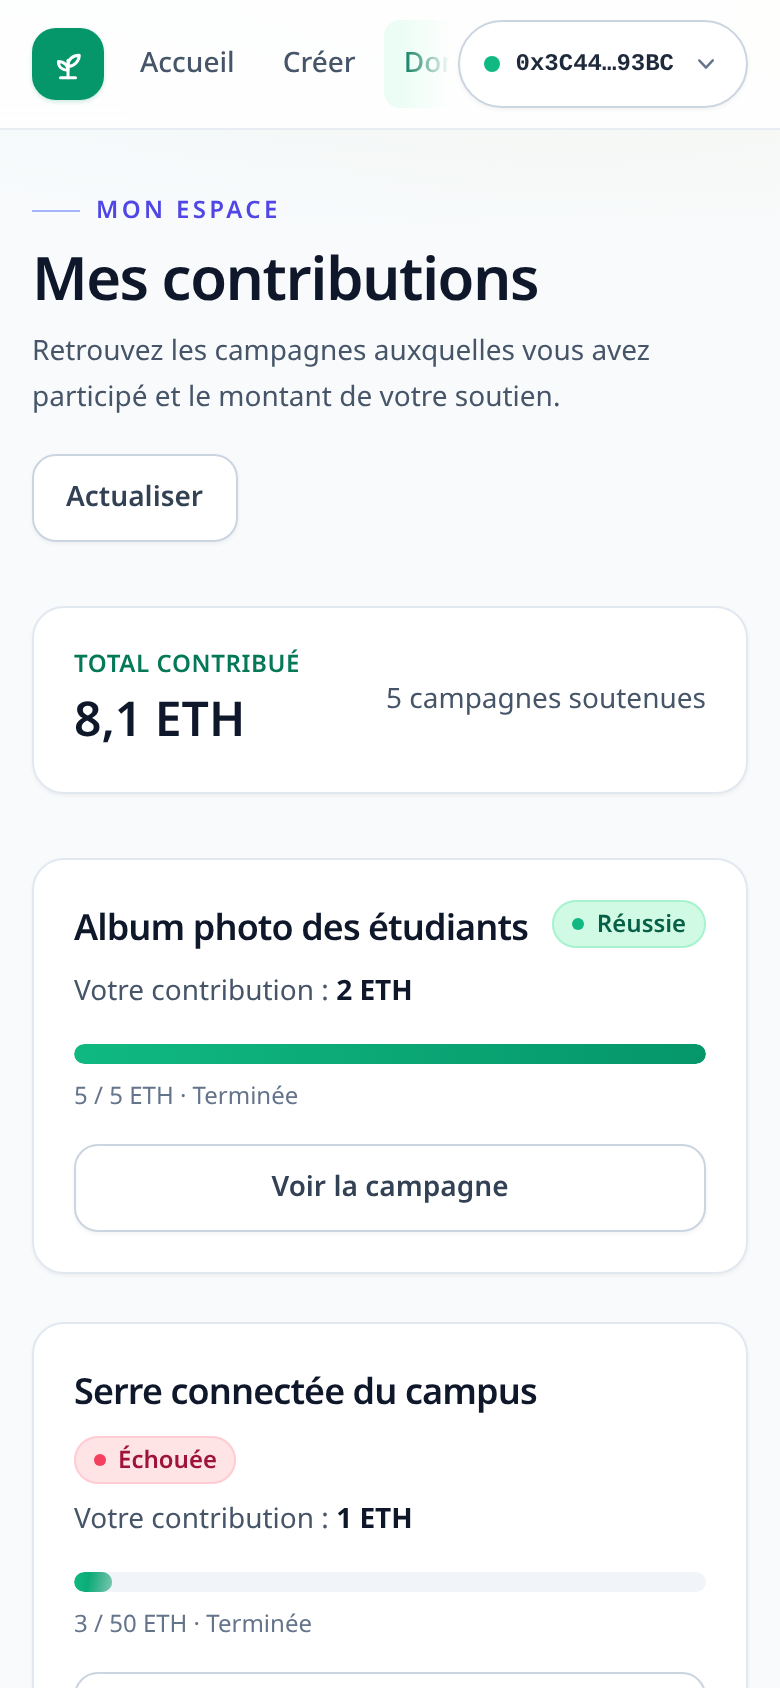 Accueil
Créer
0x3C44…93BC
MON ESPACE
Mes contributions
Retrouvez les campagnes auxquelles vous avez
participé et le montant de votre soutien.
Actualiser
TOTAL CONTRIBUÉ
8,1 ETH
5 campagnes soutenues
Album photo des étudiants
Réussie
Votre contribution : 2 ETH
5 / 5 ETH · Terminée
Voir la campagne
Serre connectée du campus
Échouée
Votre contribution : 1 ETH
3 / 50 ETH · Terminée